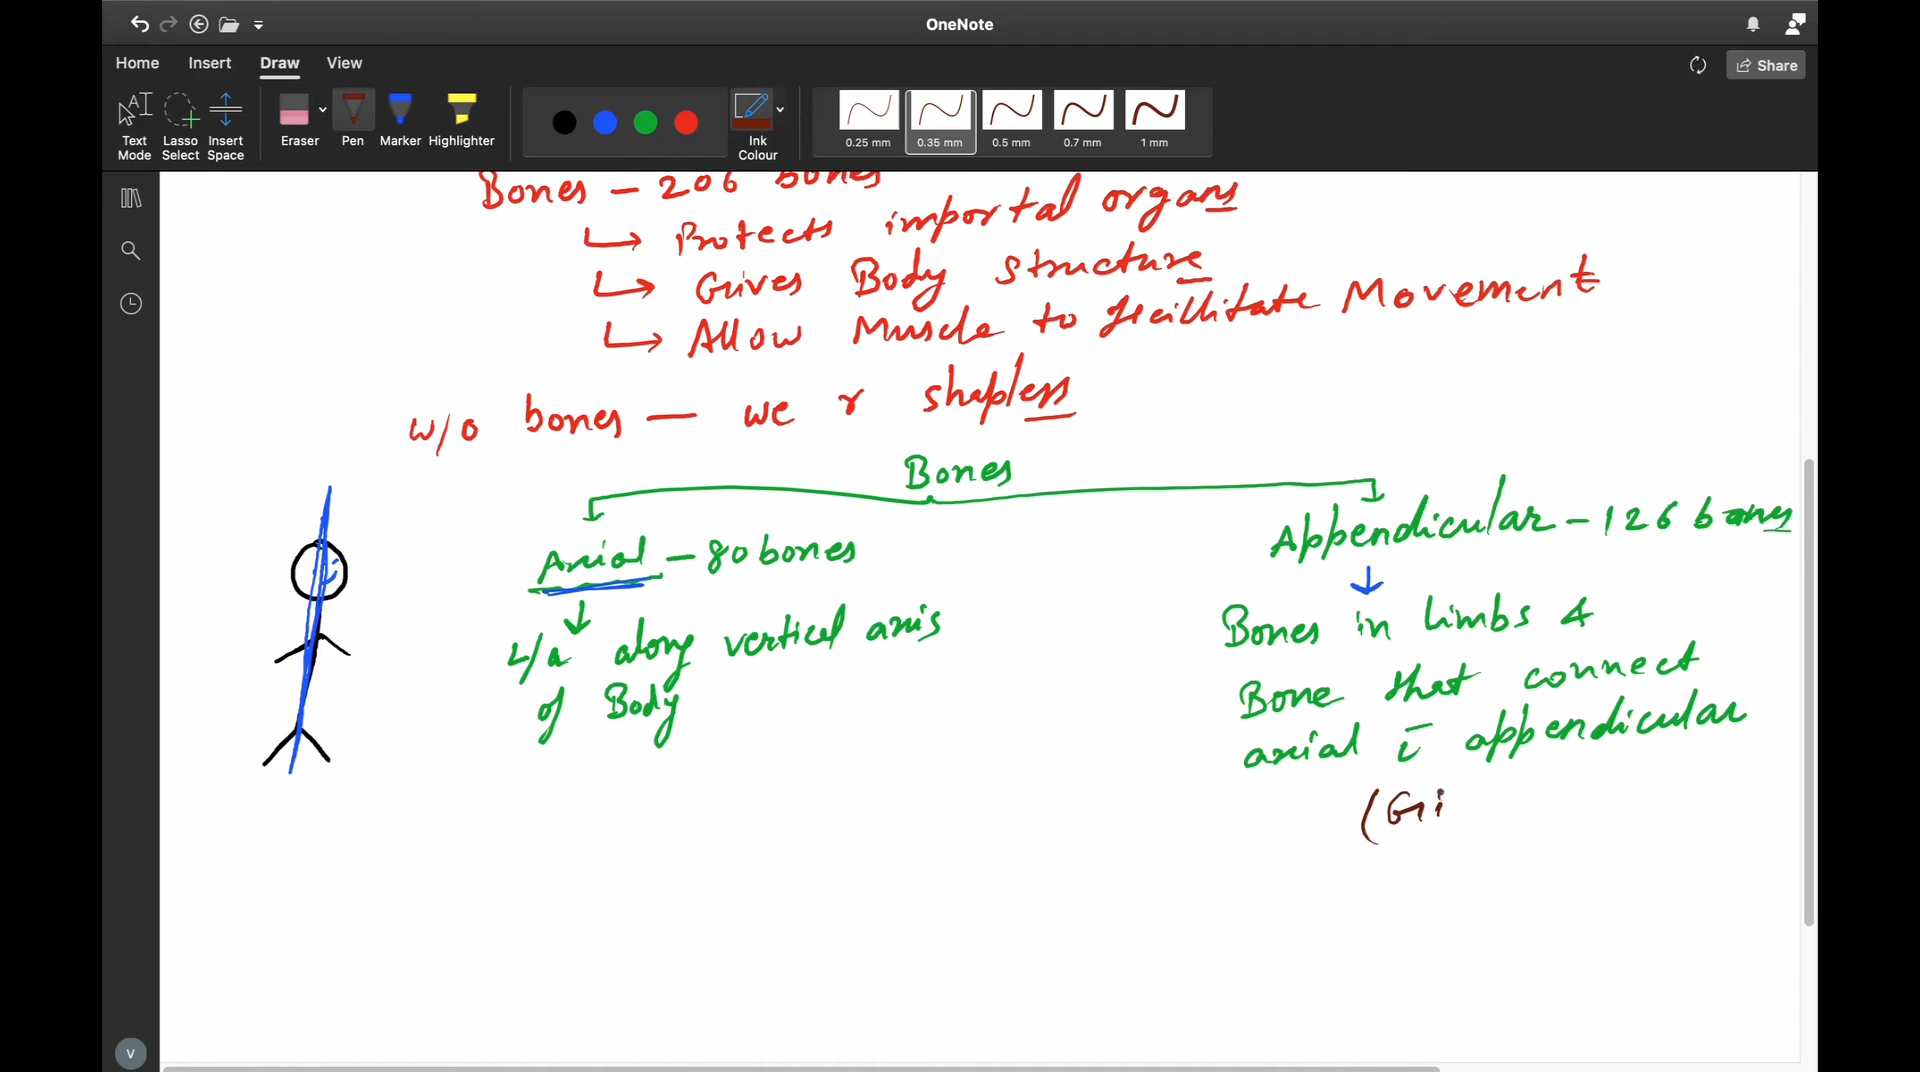 OneNote
Home Insert Draw View
Share
Text Mode
Lasso Select
Insert Space
Eraser
Pen
Marker
Highlighter
Ink Colour
0.25 mm
0.35 mm
0.5 mm
0.7 mm
1 mm
Bones - 206 bones
Protects importal organs
Gives Body structure
Allow Muscle to facillitate Movement
w/o bones — we r shapless
Bones
Axial - 80 bones
Appendicular - 126 bones
along vertical axis
of Body
Bones in limbs &
Bone that connect
axial c̄ appendicular
(Gi
V